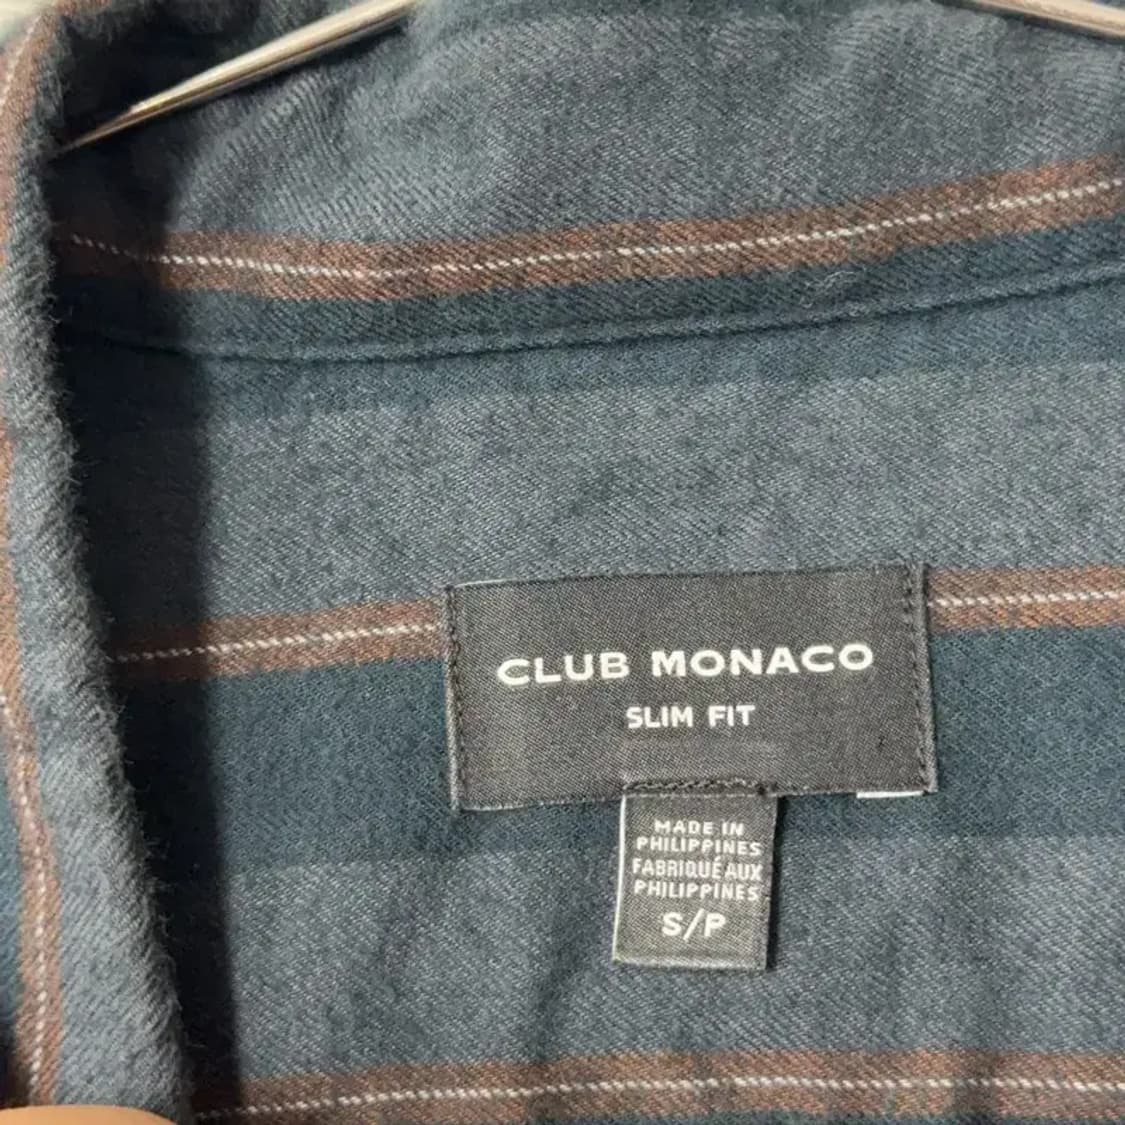 CLUB MONACO
SLIM FIT
MADE IN
PHILIPPINES
FABRIQUÉ AUX
PHILIPPINES
S/P